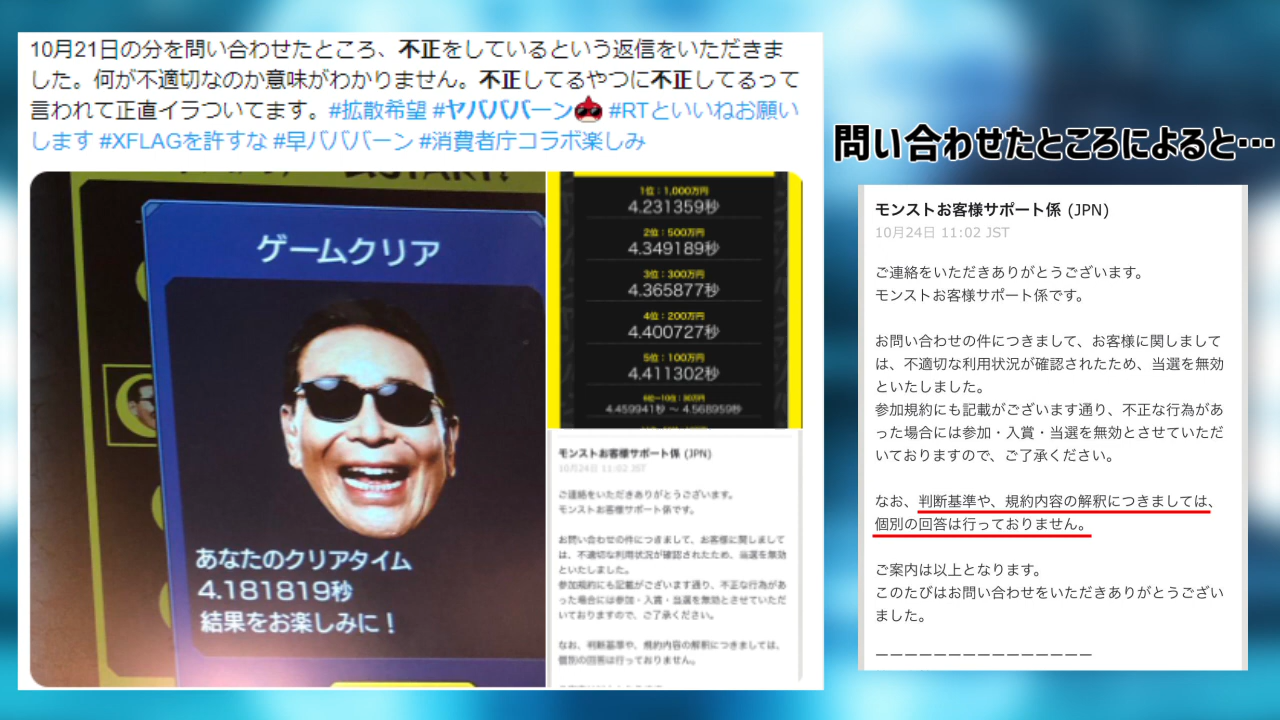 10月21日の分を問い合わせたところ、不正をしているという返信をいただきま
した。何が不適切なのか意味がわかりません。不正してるやつに不正してるって
言われて正直イラついてます。#拡散希望 #ヤバババーン #RTといいねお願い
します #XFLAGを許すな #早バババーン #消費者庁コラボ楽しみ
ゲームクリア
あなたのクリアタイム
4.181819秒
結果をお楽しみに！
1位：1,000万円
4.231359秒
2位：500万円
4.349189秒
3位：300万円
4.365877秒
4位：200万円
4.400727秒
5位：100万円
4.411302秒
4.459941秒 ～ 4.568959秒
モンストお客様サポート係 (JPN)
10月24日 11:02 JST
ご連絡をいただきありがとうございます。
モンストお客様サポート係です。
お問い合わせの件につきまして、お客様に関しまして
は、不適切な利用状況が確認されたため、当選を無効
といたしました。
参加規約にも記載がございます通り、不正な行為があ
った場合には参加・入賞・当選を無効とさせていただ
いておりますので、ご了承ください。
なお、判断基準や、規約内容の解釈につきましては、
個別の回答は行っておりません。
問い合わせたところによると…
モンストお客様サポート係 (JPN)
10月24日 11:02 JST
ご連絡をいただきありがとうございます。
モンストお客様サポート係です。
お問い合わせの件につきまして、お客様に関しまして
は、不適切な利用状況が確認されたため、当選を無効
といたしました。
参加規約にも記載がございます通り、不正な行為があ
った場合には参加・入賞・当選を無効とさせていただ
いておりますので、ご了承ください。
なお、判断基準や、規約内容の解釈につきましては、
個別の回答は行っておりません。
ご案内は以上となります。
このたびはお問い合わせをいただきありがとうござい
ました。
ーーーーーーーーーーーーーーー